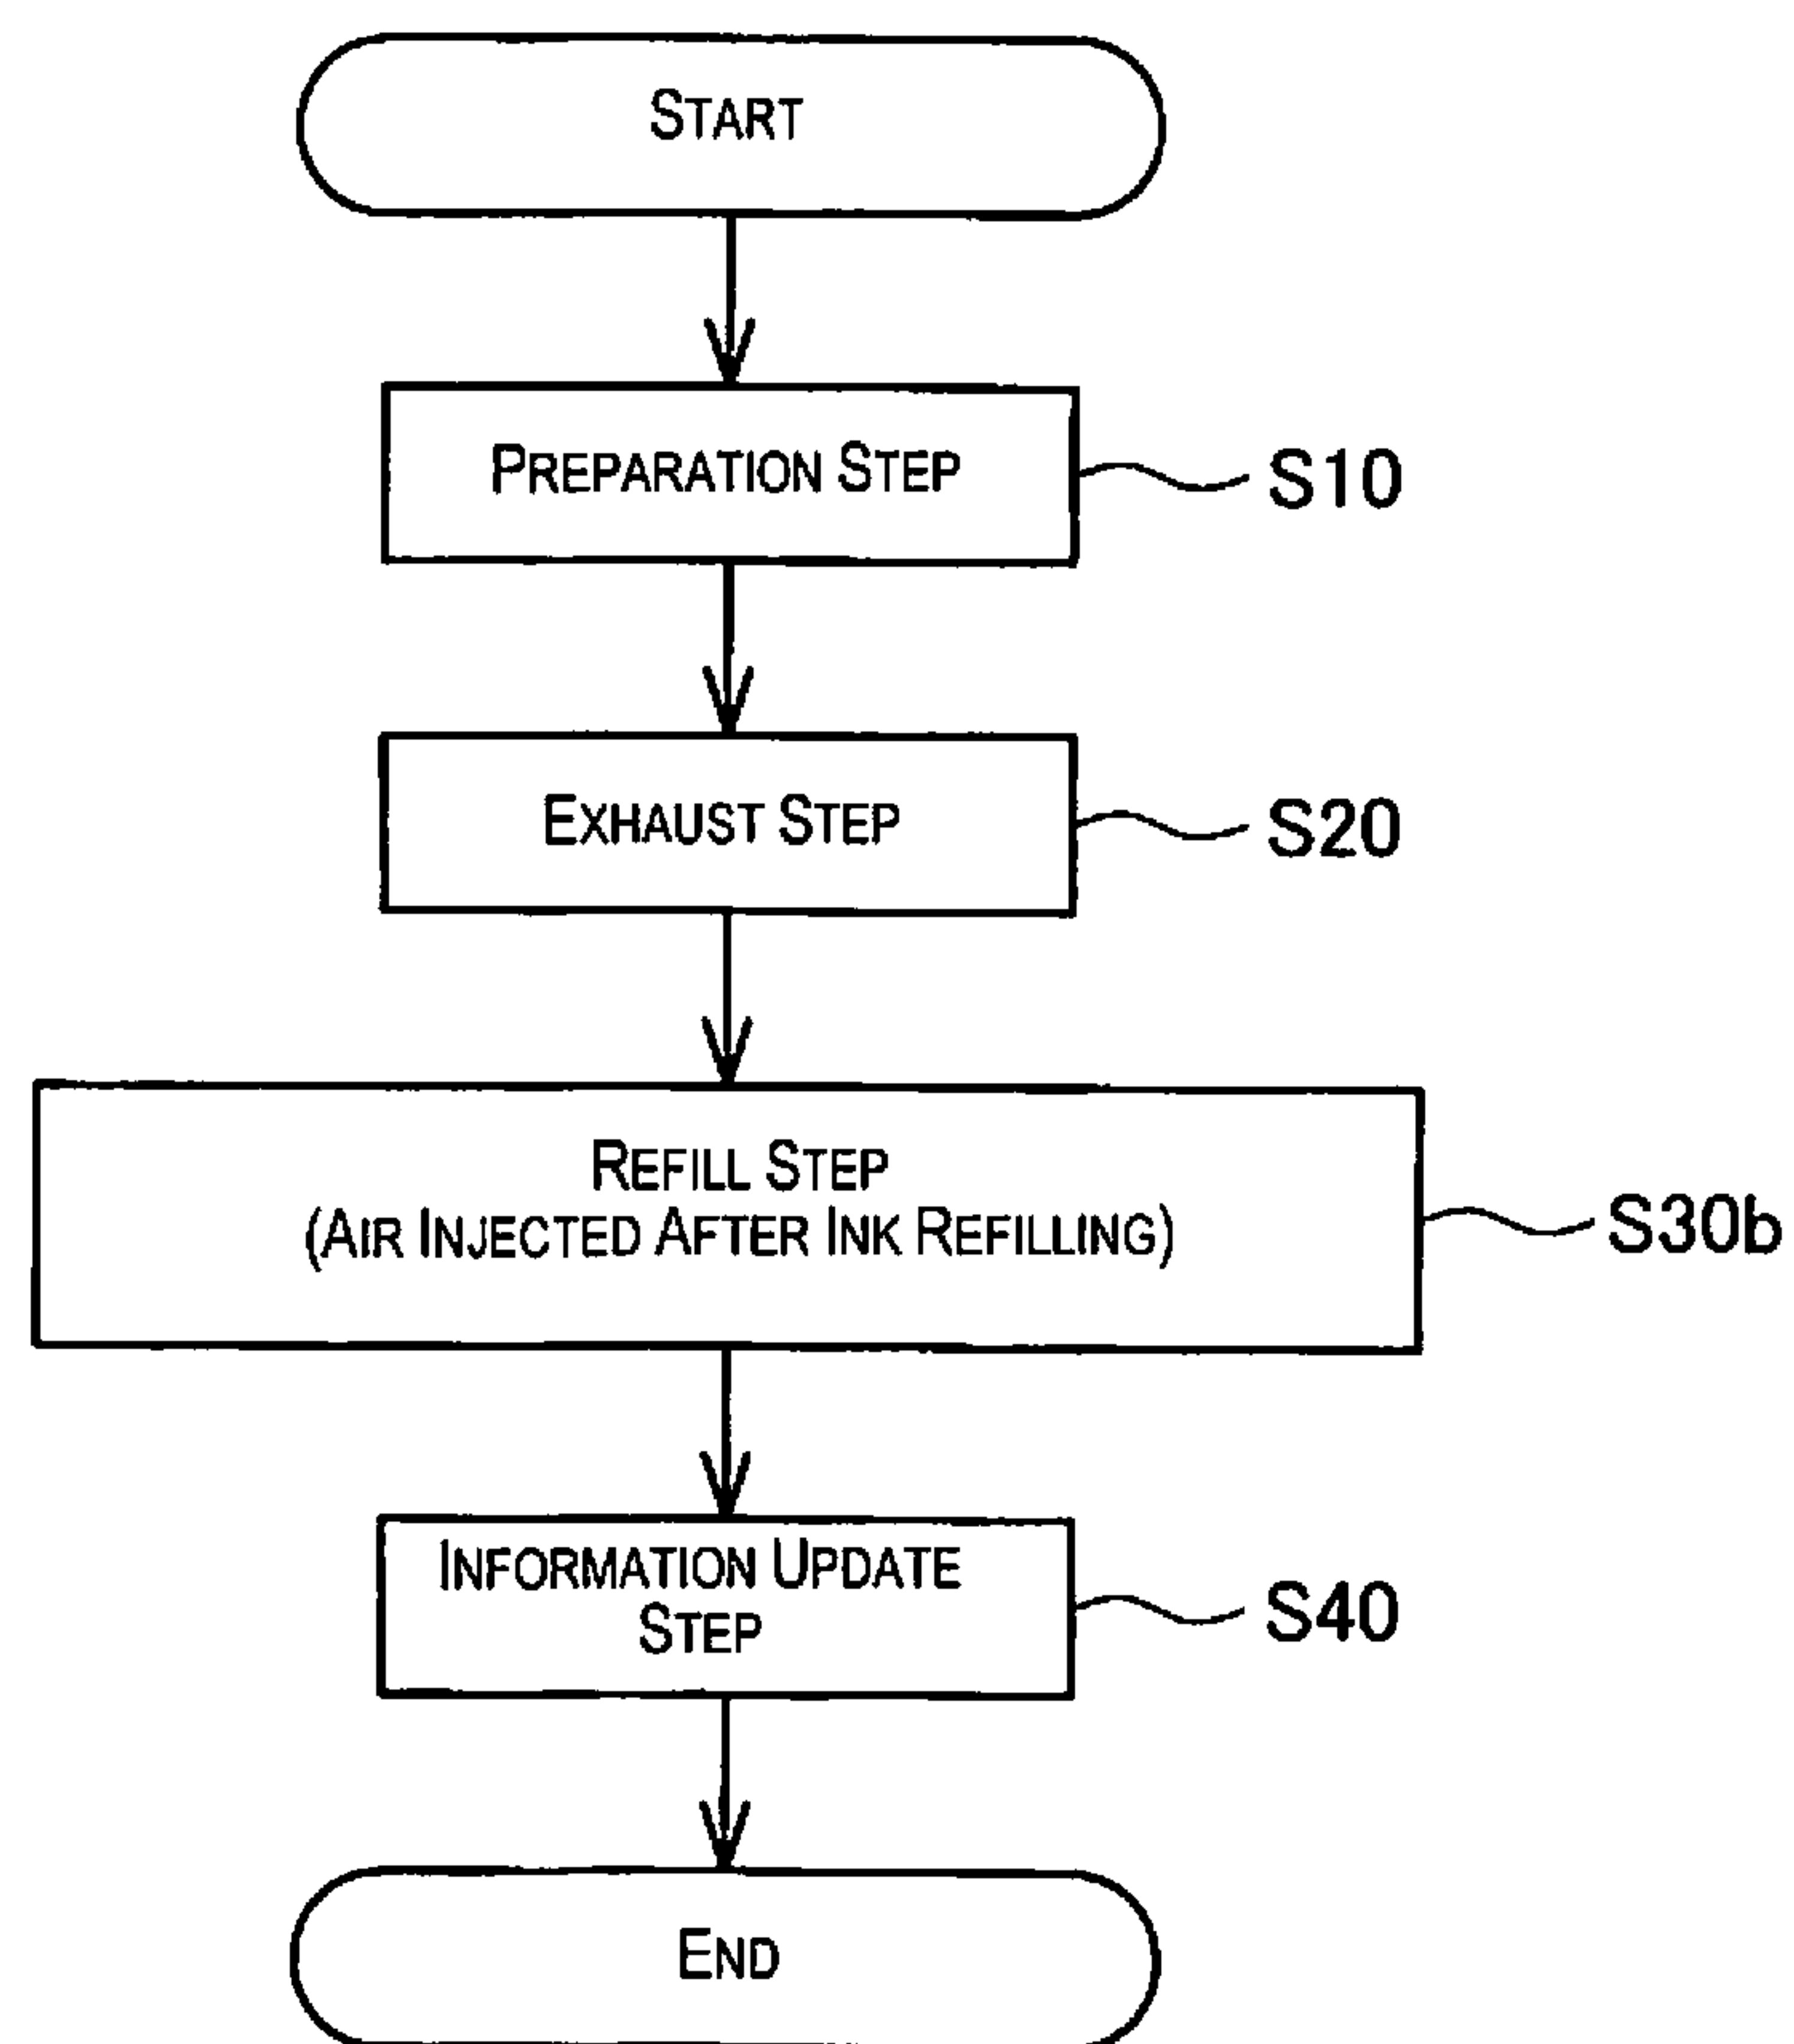 START
PREPARATION STEP
S10
EXHAUST STEP
S20
REFILL STEP
(AIR INJECTED AFTER INK REFILLING)
S30b
INFORMATION UPDATE
STEP
S40
END